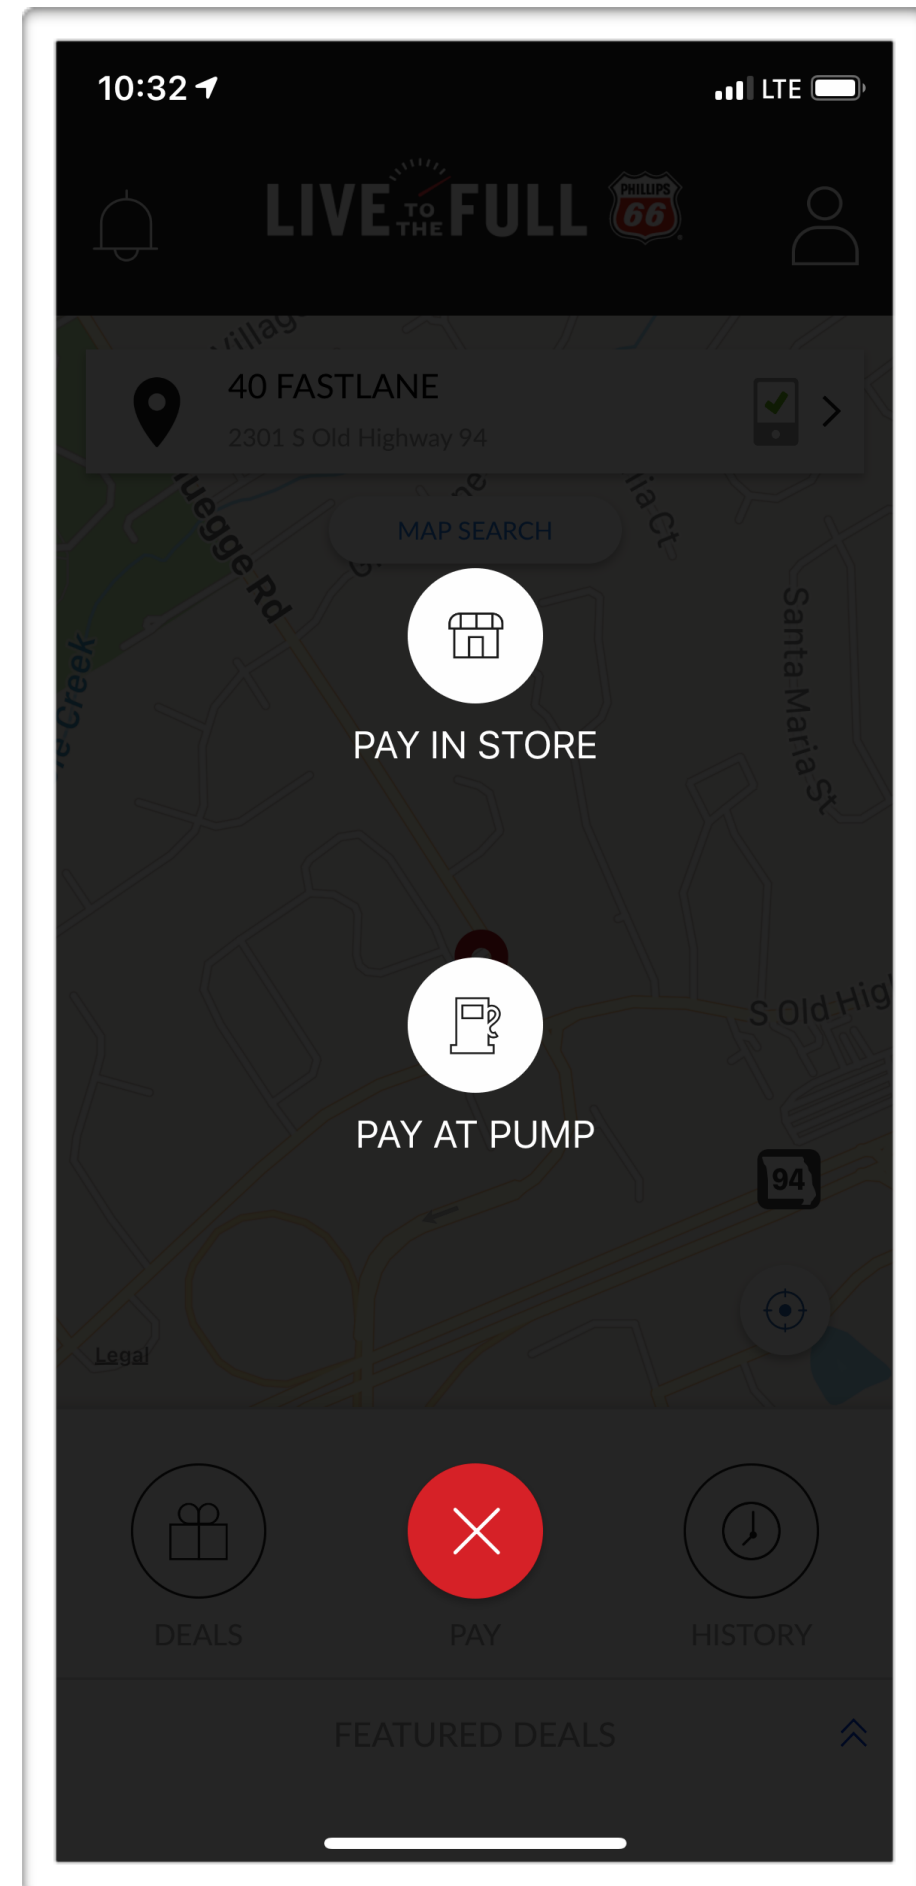 10:32
LTE
LIVE TO THE FULL PHILLIPS 66
Villag
40 FASTLANE
2301 S Old Highway 94
MAP SEARCH
uegge Rd
ia Ct
Santa Maria St
e Creek
PAY IN STORE
S Old Hig
PAY AT PUMP
94
Legal
DEALS
PAY
HISTORY
FEATURED DEALS